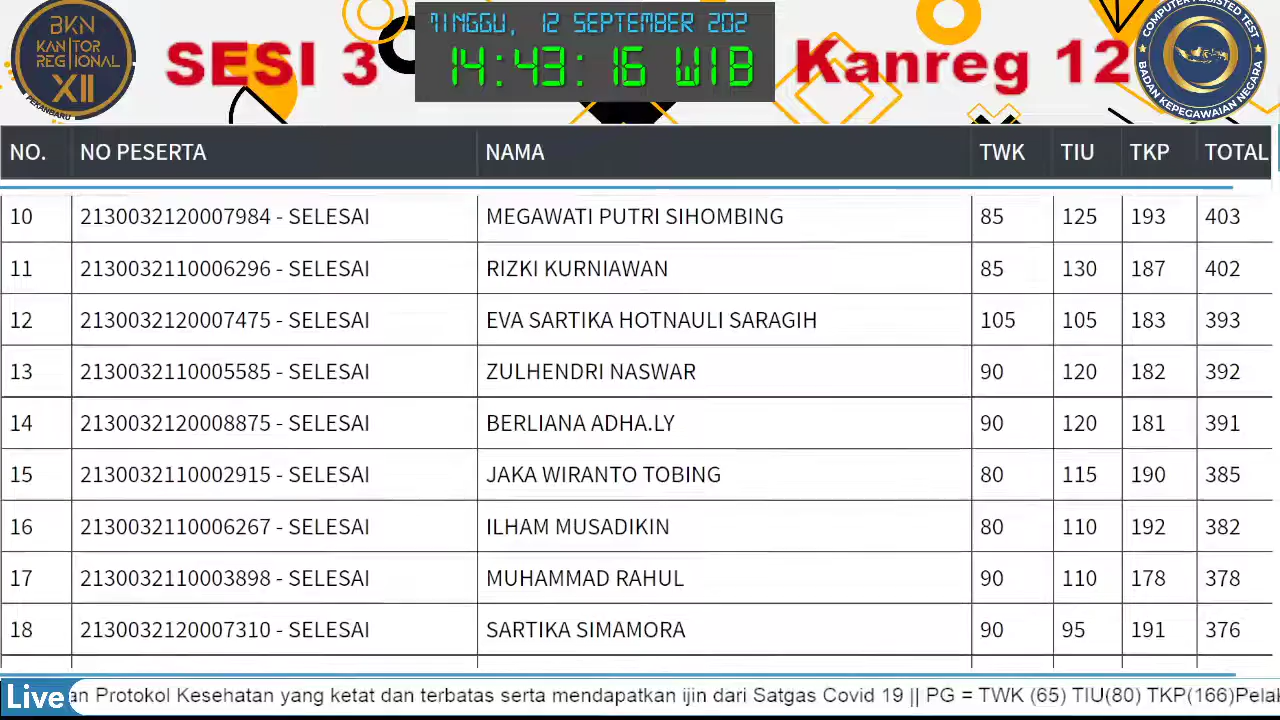 BKN
KANTOR
REGIONAL
XII
PEKANBARU
SESI 3
MINGGU, 12 SEPTEMBER 202
14:43:16 WIB
Kanreg 12
COMPUTER ASSISTED TEST
BADAN KEPEGAWAIAN NEGARA
NO. NO PESERTA NAMA TWK TIU TKP TOTAL
10 2130032120007984 - SELESAI MEGAWATI PUTRI SIHOMBING 85 125 193 403
11 2130032110006296 - SELESAI RIZKI KURNIAWAN 85 130 187 402
12 2130032120007475 - SELESAI EVA SARTIKA HOTNAULI SARAGIH 105 105 183 393
13 2130032110005585 - SELESAI ZULHENDRI NASWAR 90 120 182 392
14 2130032120008875 - SELESAI BERLIANA ADHA.LY 90 120 181 391
15 2130032110002915 - SELESAI JAKA WIRANTO TOBING 80 115 190 385
16 2130032110006267 - SELESAI ILHAM MUSADIKIN 80 110 192 382
17 2130032110003898 - SELESAI MUHAMMAD RAHUL 90 110 178 378
18 2130032120007310 - SELESAI SARTIKA SIMAMORA 90 95 191 376
Live an Protokol Kesehatan yang ketat dan terbatas serta mendapatkan ijin dari Satgas Covid 19 || PG = TWK (65) TIU(80) TKP(166)Pelak